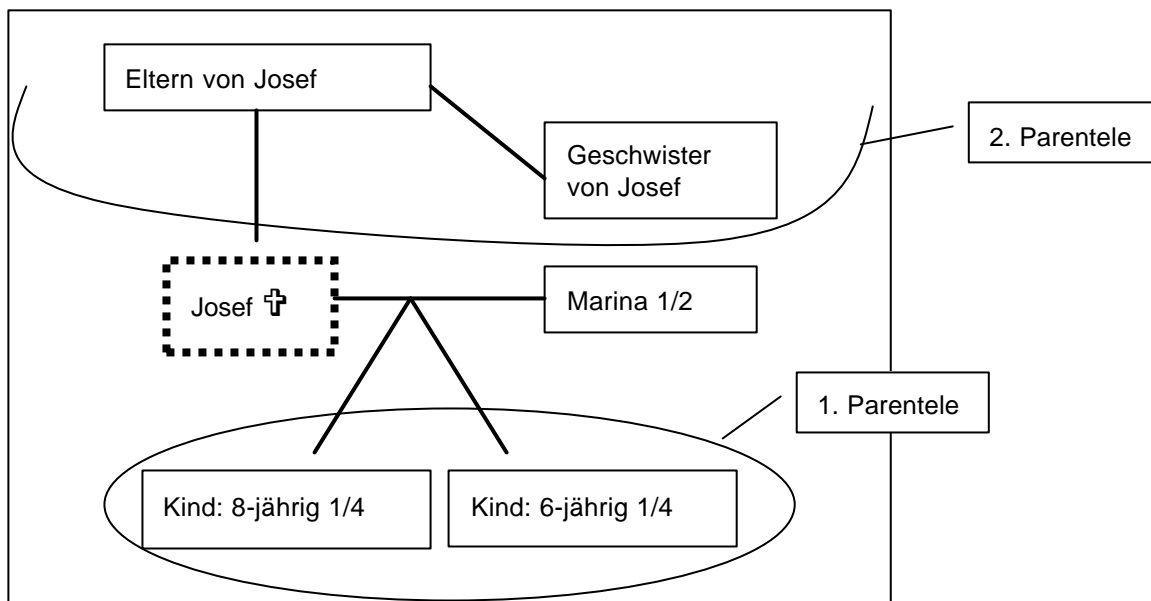 Eltern von Josef
Geschwister
von Josef
2. Parentele
Josef ✞
Marina 1/2
1. Parentele
Kind: 8-jährig 1/4
Kind: 6-jährig 1/4